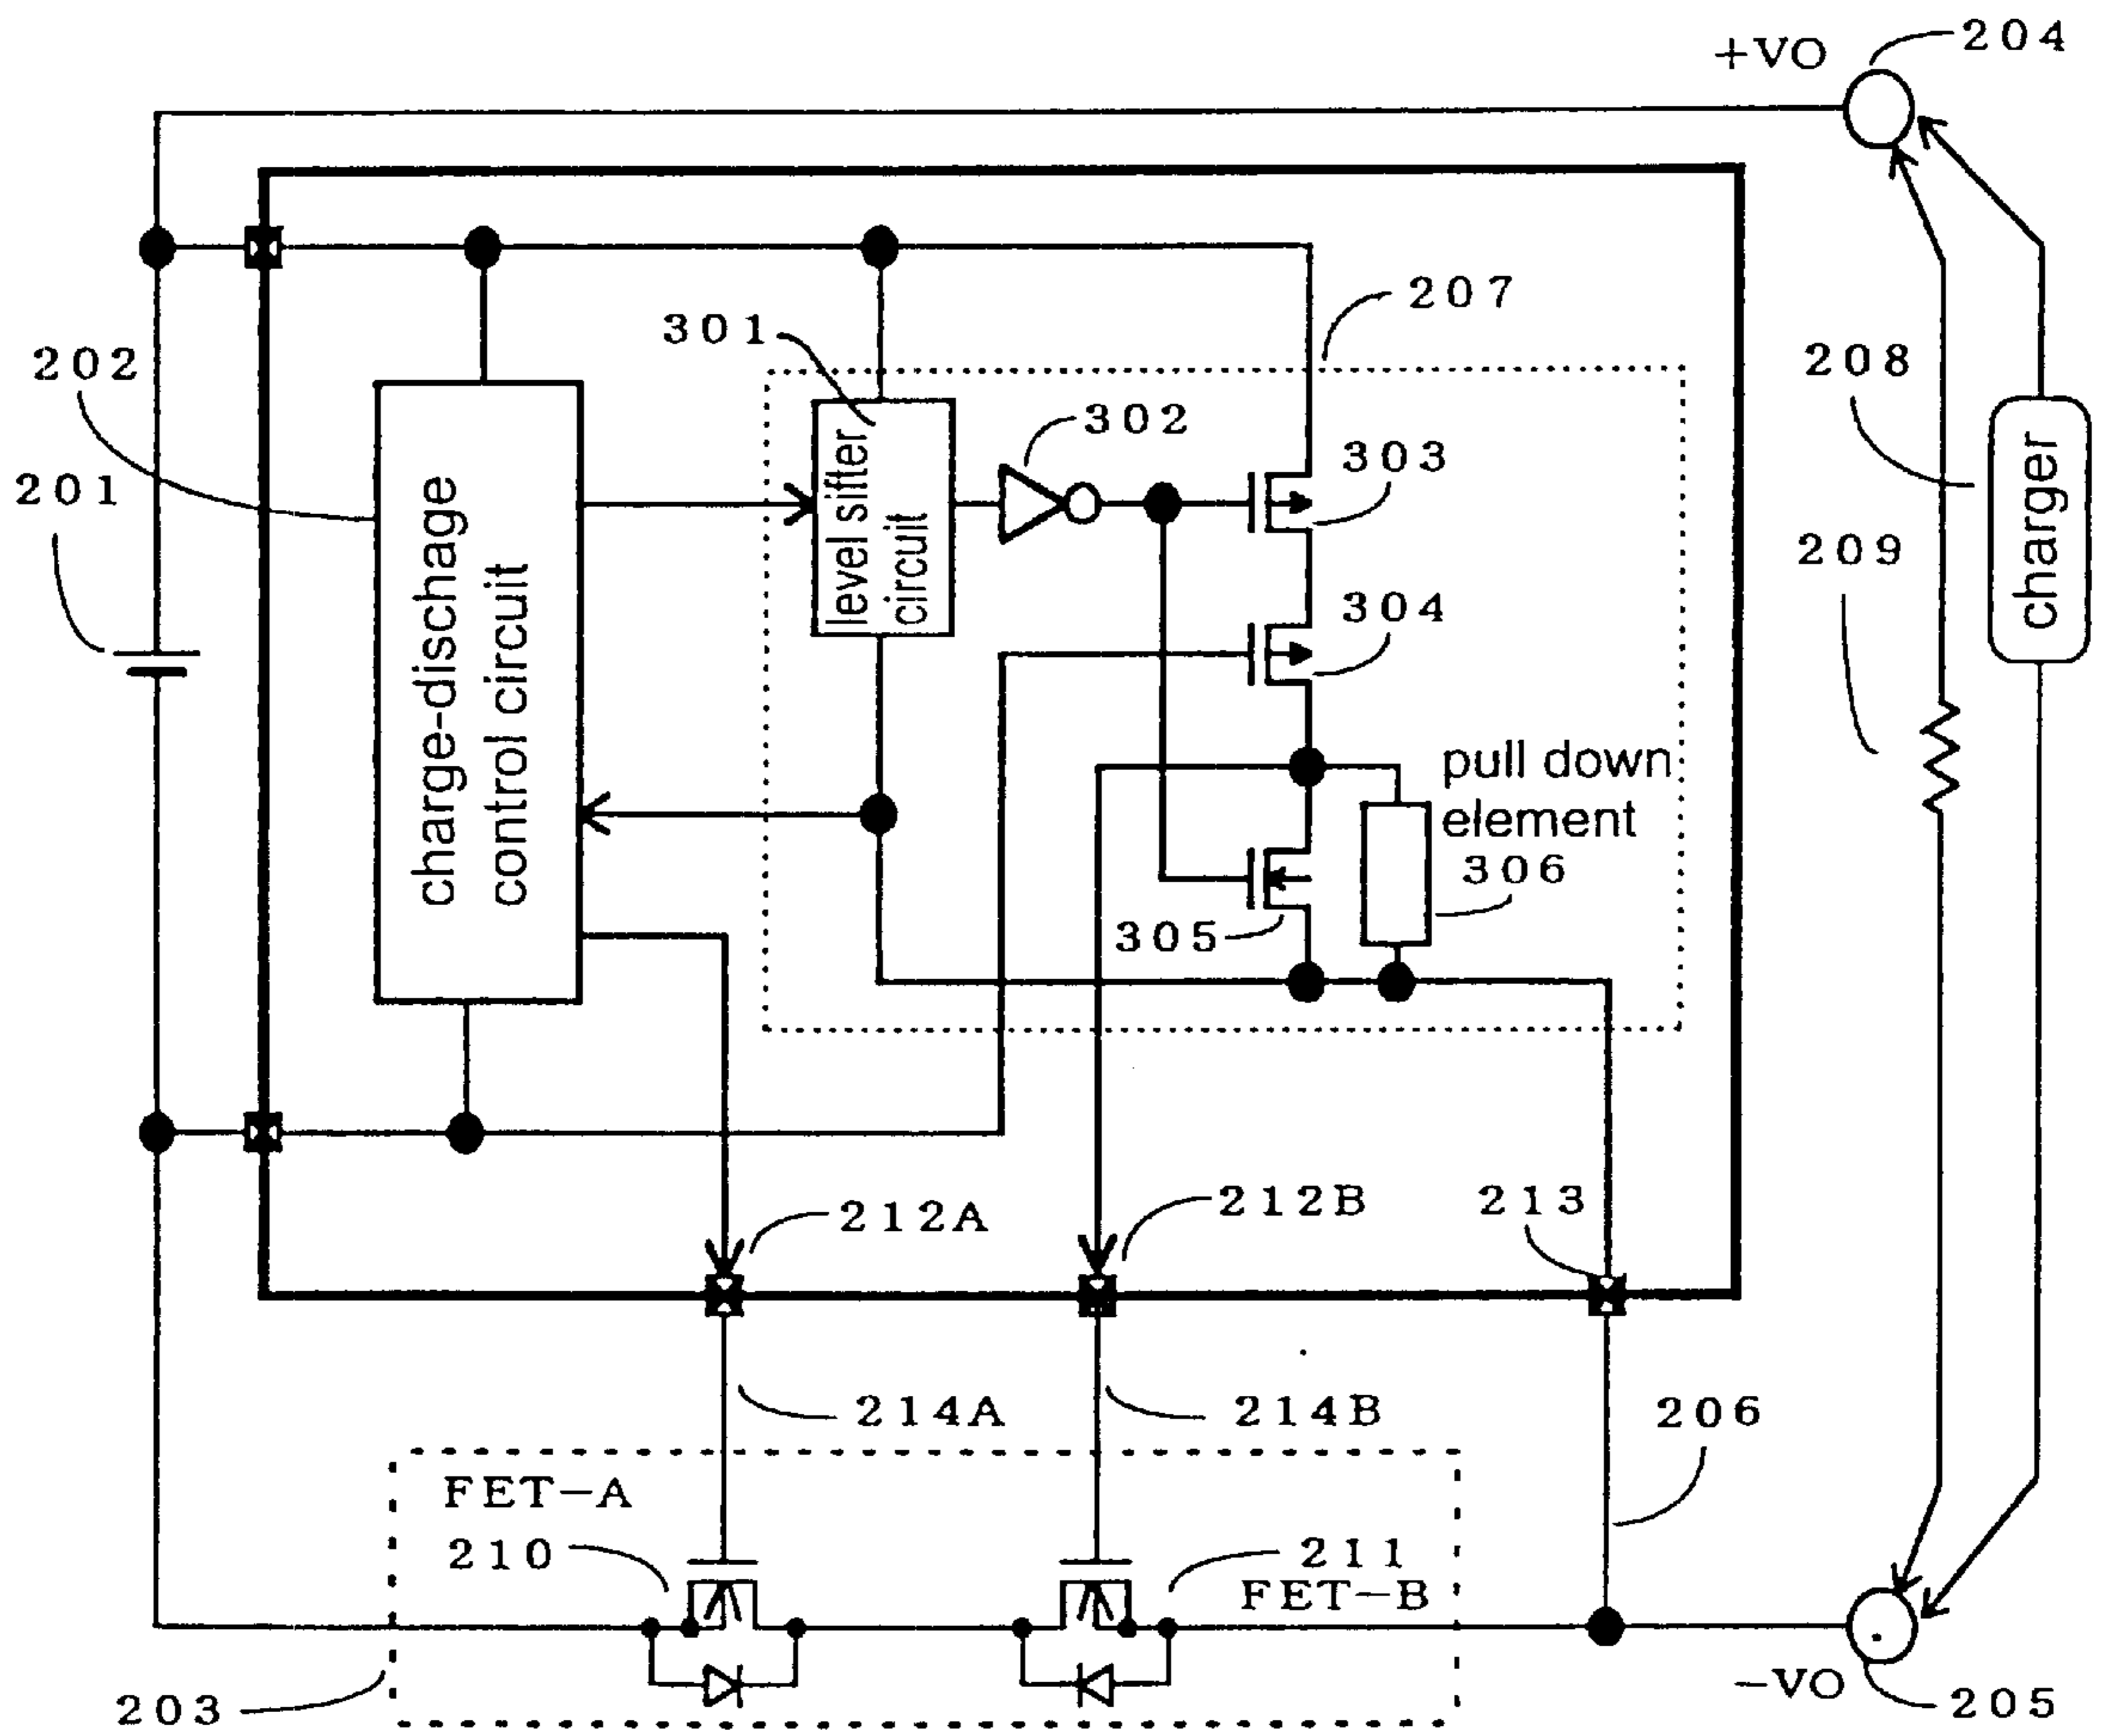 +VO
204
207
301
202
208
302
303
201
level sifter
circuit
charger
209
charge-dischage
control circuit
304
pull down
element
306
305
212A
212B
213
214A
214B
206
FET-A
210
211
FET-B
-VO
203
205